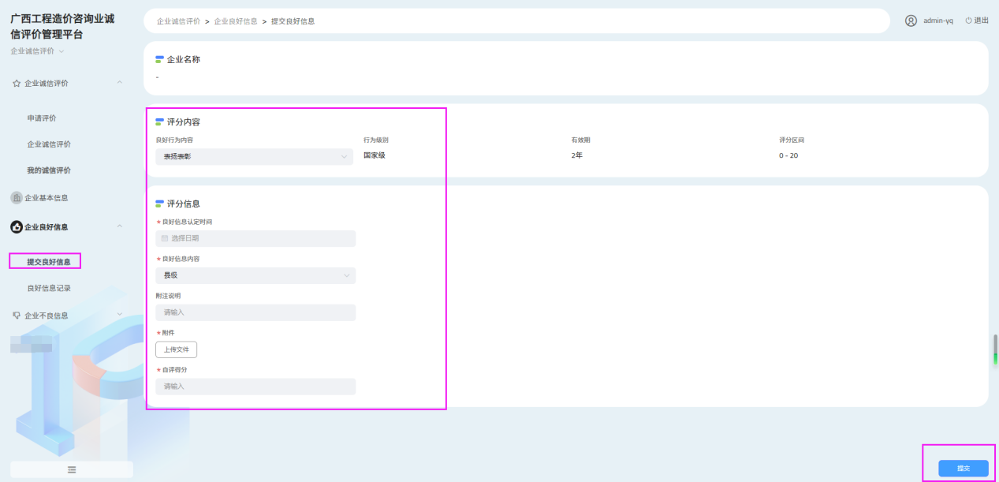 广西工程造价咨询业诚
信评价管理平台
企业诚信评价
企业诚信评价 > 企业良好信息 > 提交良好信息
admin-yq
退出
企业诚信评价
申请评价
企业诚信评价
我的诚信评价
企业基本信息
企业良好信息
提交良好信息
良好信息记录
企业不良信息
企业名称
-
评分内容
良好行为内容
表扬表彰
行为级别
国家级
有效期
2年
评分区间
0 - 20
评分信息
* 良好信息认定时间
选择日期
* 良好信息内容
县级
附注说明
请输入
* 附件
上传文件
* 自评得分
请输入
提交